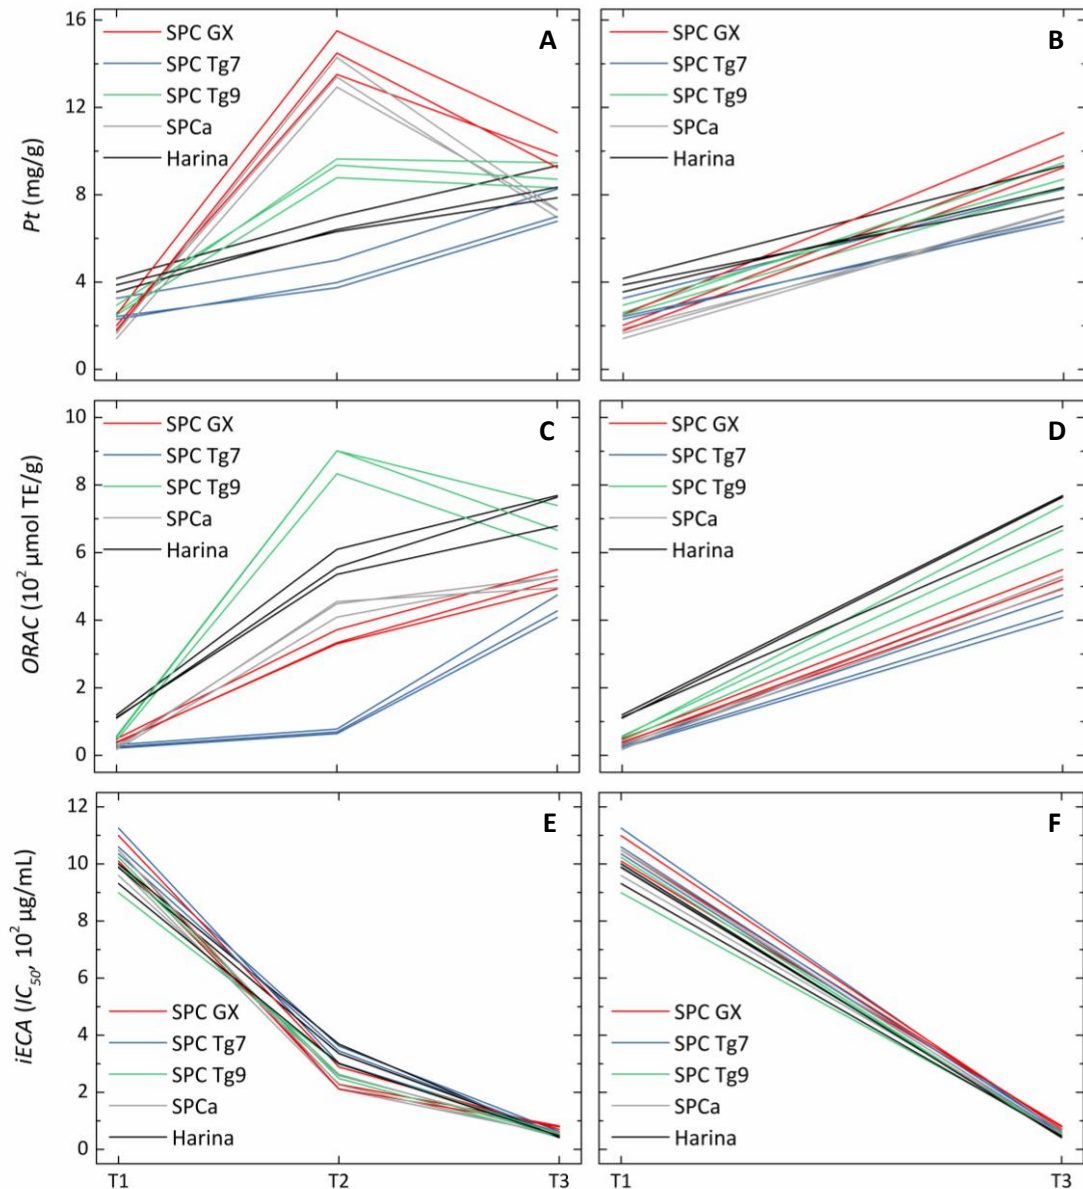 A
SPC GX
SPC Tg7
SPC Tg9
SPCa
Harina
16
12
8
4
0
Pt (mg/g)
B
SPC GX
SPC Tg7
SPC Tg9
SPCa
Harina
C
SPC GX
SPC Tg7
SPC Tg9
SPCa
Harina
10
8
6
4
2
0
ORAC (10² µmol TE/g)
D
SPC GX
SPC Tg7
SPC Tg9
SPCa
Harina
E
12
10
8
6
4
2
0
iECA (IC₅₀, 10² µg/mL)
SPC GX
SPC Tg7
SPC Tg9
SPCa
Harina
T1 T2 T3
F
SPC GX
SPC Tg7
SPC Tg9
SPCa
Harina
T1 T3